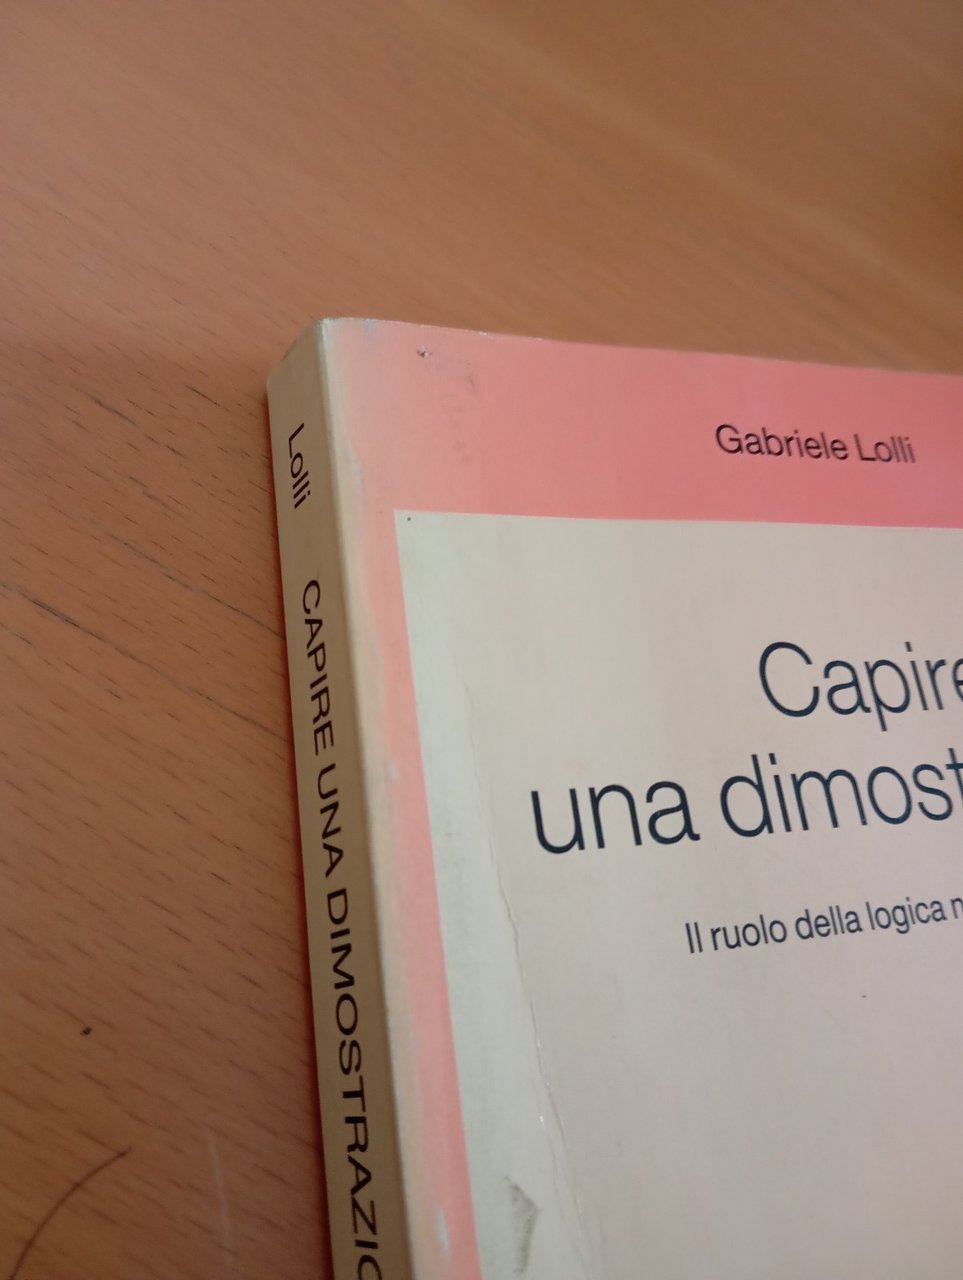 Lolli CAPIRE UNA DIMOSTRAZIO
Gabriele Lolli
Capire
una dimost
Il ruolo della logica n